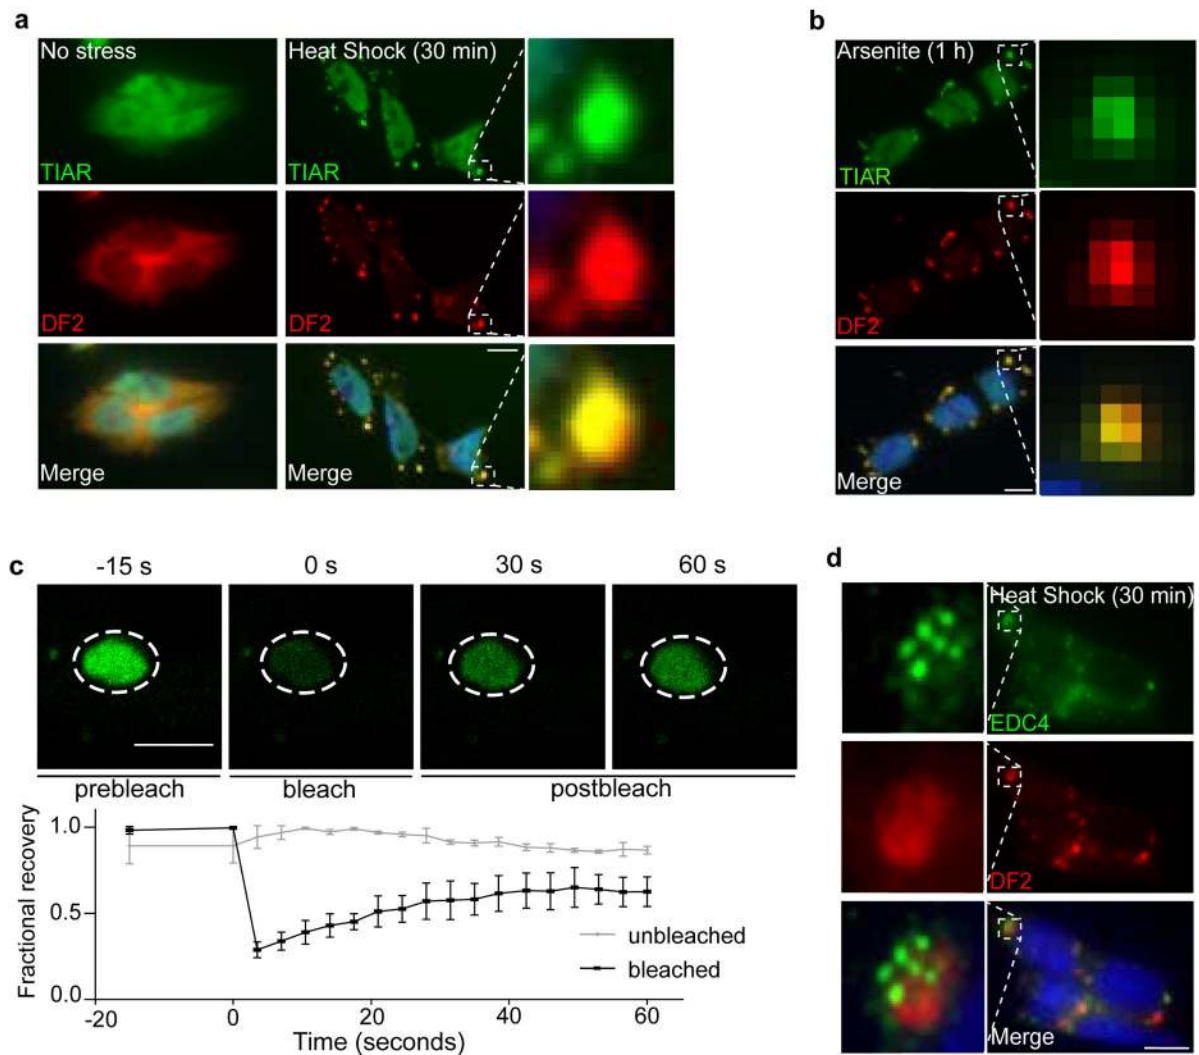 a
No stress
Heat Shock (30 min)
TIAR
TIAR
DF2
DF2
Merge
Merge
b
Arsenite (1 h)
TIAR
DF2
Merge
c
-15 s
0 s
30 s
60 s
prebleach
bleach
postbleach
Fractional recovery
1.0
0.5
0.0
unbleached
bleached
-20
0
20
40
60
Time (seconds)
d
Heat Shock (30 min)
EDC4
DF2
Merge